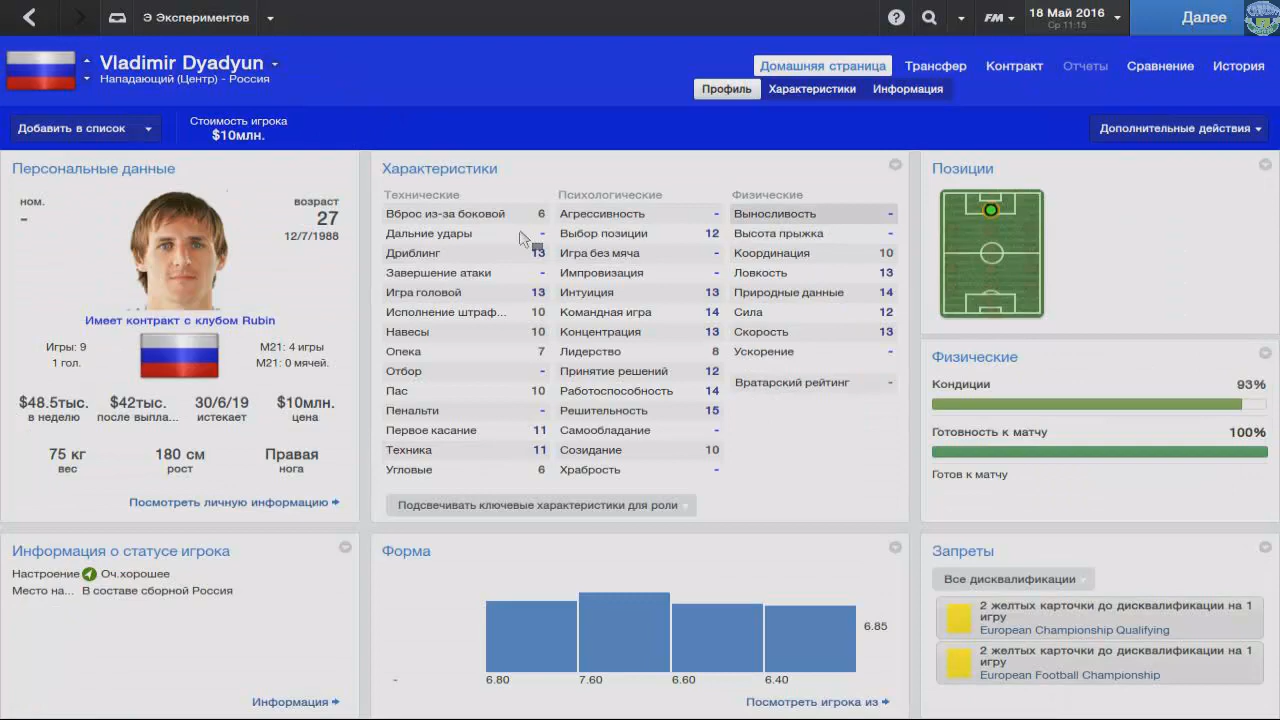 Э Экспериментов
FM
18 Май 2016
Ср 11:15
Далее
Vladimir Dyadyun
Нападающий (Центр) - Россия
Домашняя страница
Трансфер
Контракт
Отчеты
Сравнение
История
Профиль
Характеристики
Информация
Добавить в список
Стоимость игрока
$10млн.
Дополнительные действия
Персональные данные
ном.
-
возраст
27
12/7/1988
Имеет контракт с клубом Rubin
Игры: 9
1 гол.
M21: 4 игры
M21: 0 мячей.
$48.5тыс.
в неделю
$42тыс.
после выпла...
30/6/19
истекает
$10млн.
цена
75 кг
вес
180 см
рост
Правая
нога
Посмотреть личную информацию
Характеристики
Технические
Вброс из-за боковой 6
Дальние удары -
Дриблинг 13
Завершение атаки -
Игра головой 13
Исполнение штраф... 10
Навесы 10
Опека 7
Отбор -
Пас 10
Пенальти -
Первое касание 11
Техника 11
Угловые 6
Психологические
Агрессивность -
Выбор позиции 12
Игра без мяча -
Импровизация -
Интуиция 13
Командная игра 14
Концентрация 13
Лидерство 8
Принятие решений 12
Работоспособность 14
Решительность 15
Самообладание -
Созидание 10
Храбрость -
Физические
Выносливость -
Высота прыжка -
Координация 10
Ловкость 13
Природные данные 14
Сила 12
Скорость 13
Ускорение -
Вратарский рейтинг -
Подсвечивать ключевые характеристики для роли
Позиции
Физические
Кондиции 93%
Готовность к матчу 100%
Готов к матчу
Информация о статусе игрока
Настроение Оч.хорошее
Место на... В составе сборной Россия
Информация
Форма
6.85
- 6.80 7.60 6.60 6.40
Посмотреть игрока из
Запреты
Все дисквалификации
2 желтых карточки до дисквалификации на 1
игру
European Championship Qualifying
2 желтых карточки до дисквалификации на 1
игру
European Football Championship